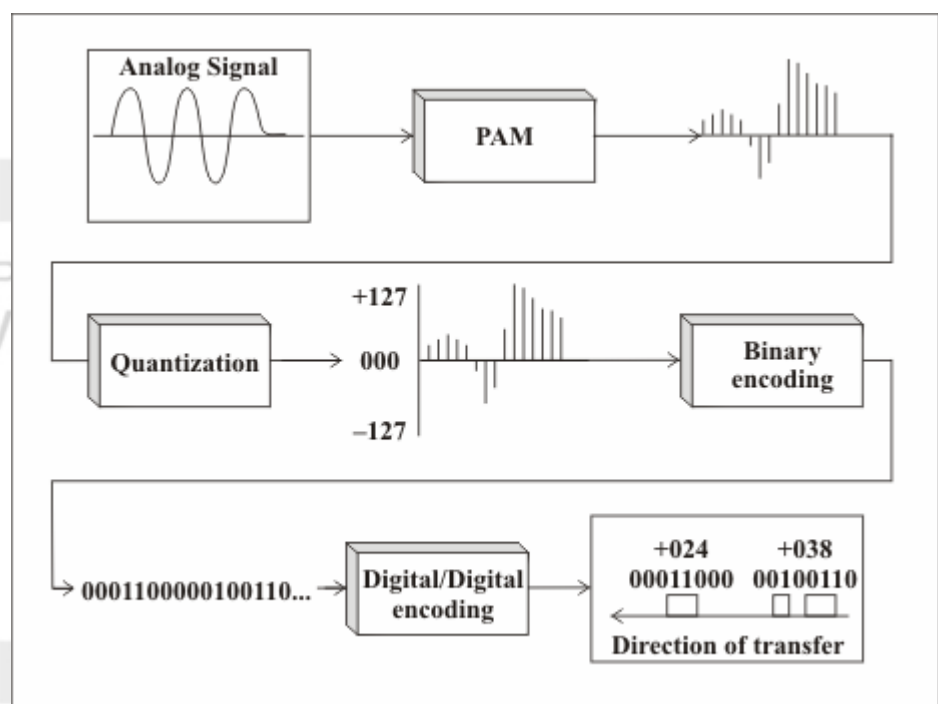 Analog Signal
PAM
+127
Quantization
000
–127
Binary
encoding
0001100000100110...
Digital/Digital
encoding
+024 +038
00011000 00100110
Direction of transfer